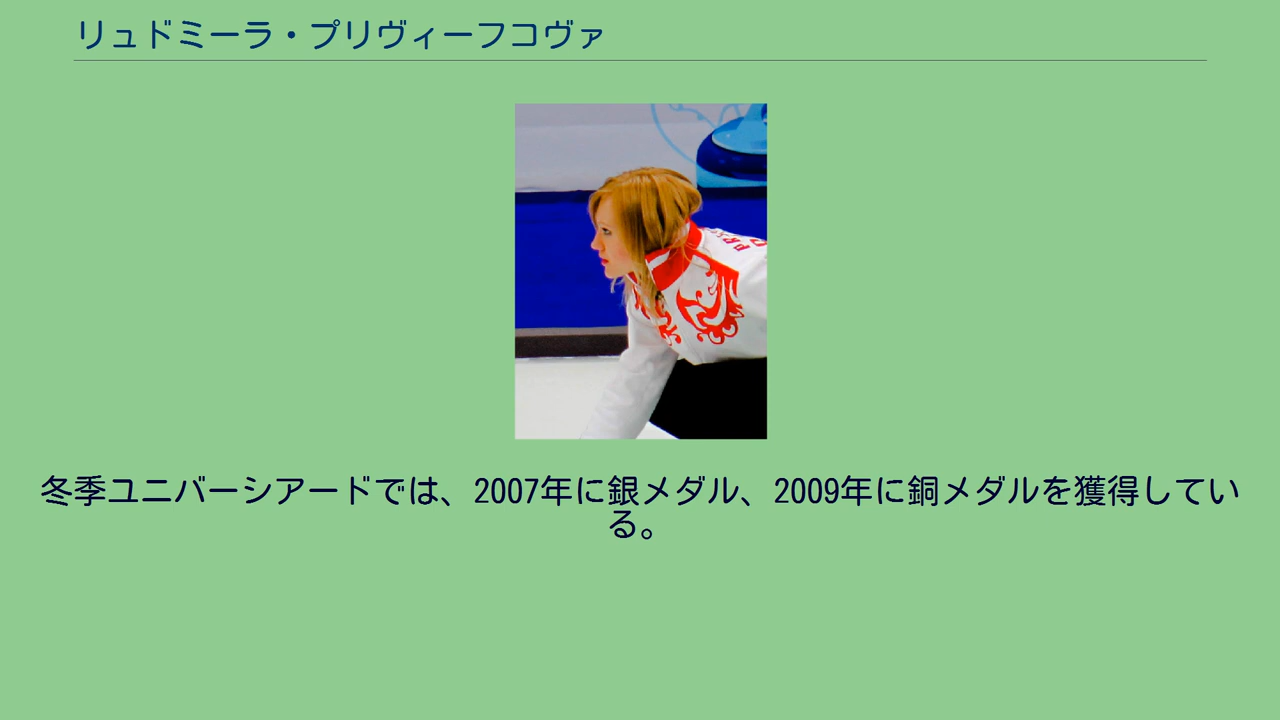 リュドミーラ・プリヴィーフコヴァ
冬季ユニバーシアードでは、2007年に銀メダル、2009年に銅メダルを獲得してい
る。